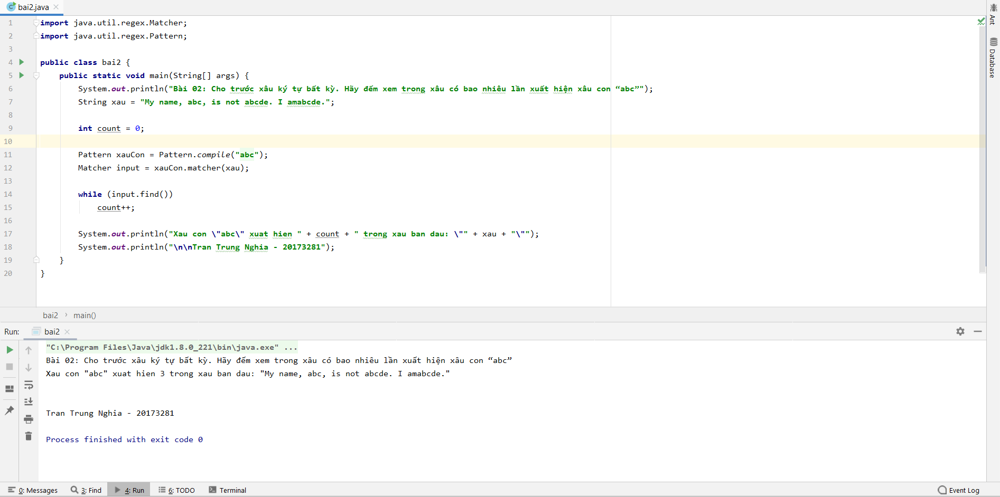 bai2.java
1 import java.util.regex.Matcher;
2 import java.util.regex.Pattern;
3
4 public class bai2 {
5 public static void main(String[] args) {
6 System.out.println("Bài 02: Cho trước xâu ký tự bất kỳ. Hãy đếm xem trong xâu có bao nhiêu lần xuất hiện xâu con “abc”");
7 String xau = "My name, abc, is not abcde. I amabcde.";
8
9 int count = 0;
10
11 Pattern xauCon = Pattern.compile("abc");
12 Matcher input = xauCon.matcher(xau);
13
14 while (input.find())
15 count++;
16
17 System.out.println("Xau con \"abc\" xuat hien " + count + " trong xau ban dau: \"" + xau + "\"");
18 System.out.println("\n\nTran Trung Nghia - 20173281");
19 }
20 }
Ant
Database
bai2 › main()
Run: bai2
"C:\Program Files\Java\jdk1.8.0_221\bin\java.exe" ...
Bài 02: Cho trước xâu ký tự bất kỳ. Hãy đếm xem trong xâu có bao nhiêu lần xuất hiện xâu con “abc”
Xau con "abc" xuat hien 3 trong xau ban dau: "My name, abc, is not abcde. I amabcde."
Tran Trung Nghia - 20173281
Process finished with exit code 0
0: Messages 3: Find 4: Run 6: TODO Terminal Event Log